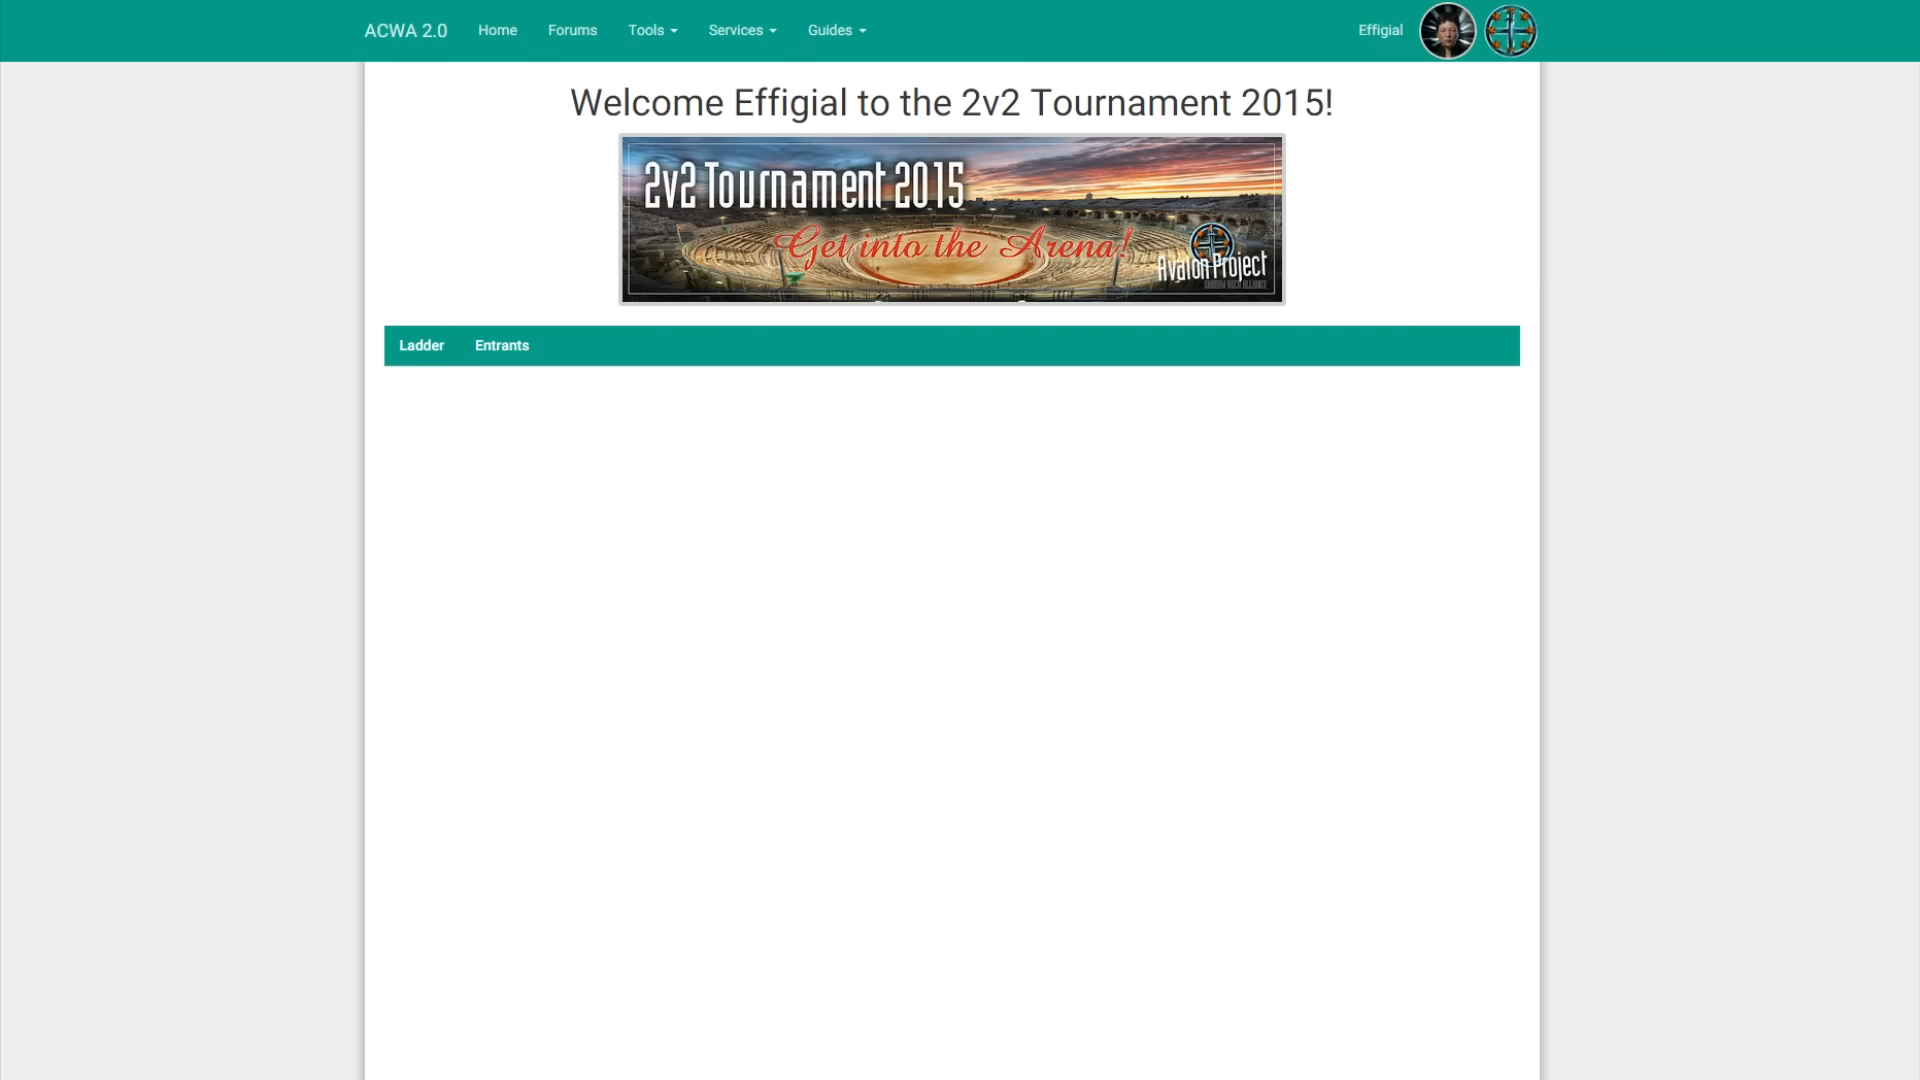 ACWA 2.0 Home Forums Tools Services Guides Effigial
Welcome Effigial to the 2v2 Tournament 2015!
2v2 Tournament 2015
Get into the Arena!
Avalon Project
Ladder Entrants